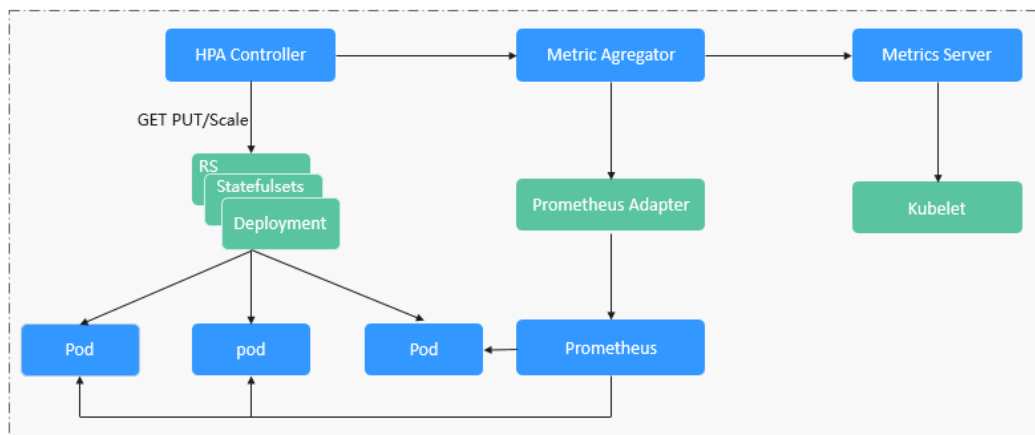 HPA Controller
Metric Agregator
Metrics Server
GET PUT/Scale
RS
Statefulsets
Deployment
Prometheus Adapter
Kubelet
Pod
pod
Pod
Prometheus